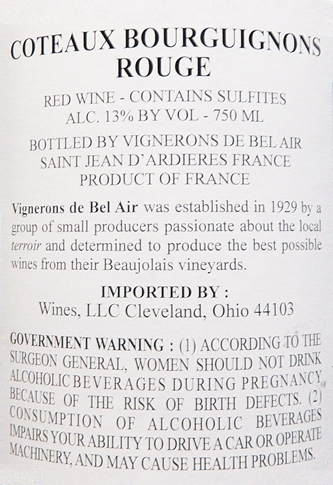 COTEAUX BOURGUIGNONS
ROUGE
RED WINE - CONTAINS SULFITES
ALC. 13% BY VOL - 750 ML
BOTTLED BY VIGNERONS DE BEL AIR
SAINT JEAN D'ARDIERES FRANCE
PRODUCT OF FRANCE
Vignerons de Bel Air was established in 1929 by a
group of small producers passionate about the local
terroir and determined to produce the best possible
wines from their Beaujolais vineyards.
IMPORTED BY :
Wines, LLC Cleveland, Ohio 44103
GOVERNMENT WARNING : (1) ACCORDING TO THE
SURGEON GENERAL, WOMEN SHOULD NOT DRINK
ALCOHOLIC BEVERAGES DURING PREGNANCY
BECAUSE OF THE RISK OF BIRTH DEFECTS. (2)
CONSUMPTION OF ALCOHOLIC BEVERAGES
IMPAIRS YOUR ABILITY TO DRIVE A CAR OR OPERATE
MACHINERY, AND MAY CAUSE HEALTH PROBLEMS.